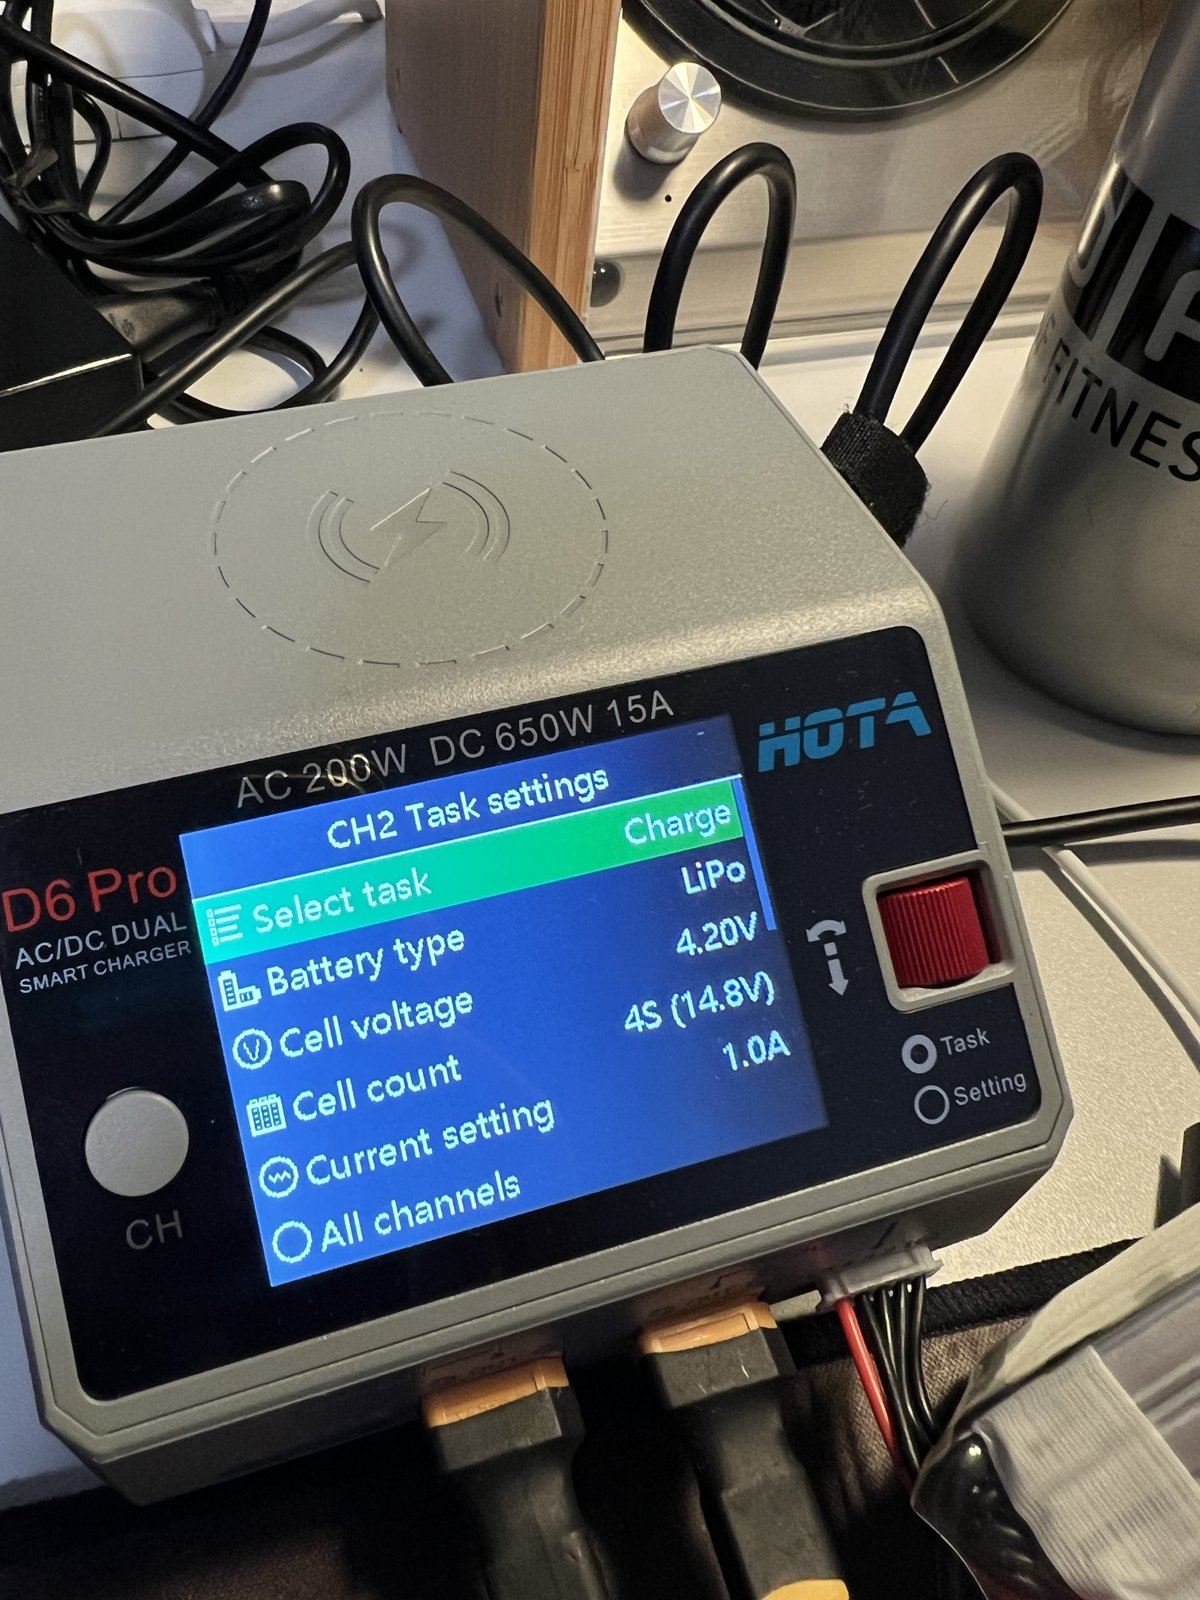 FITNES
AC 200W DC 650W 15A
HOTA
D6 Pro
AC/DC DUAL
SMART CHARGER
CH2 Task settings
Select task Charge
Battery type LiPo
Cell voltage 4.20V
Cell count 4S (14.8V)
Current setting 1.0A
All channels
Task
Setting
CH